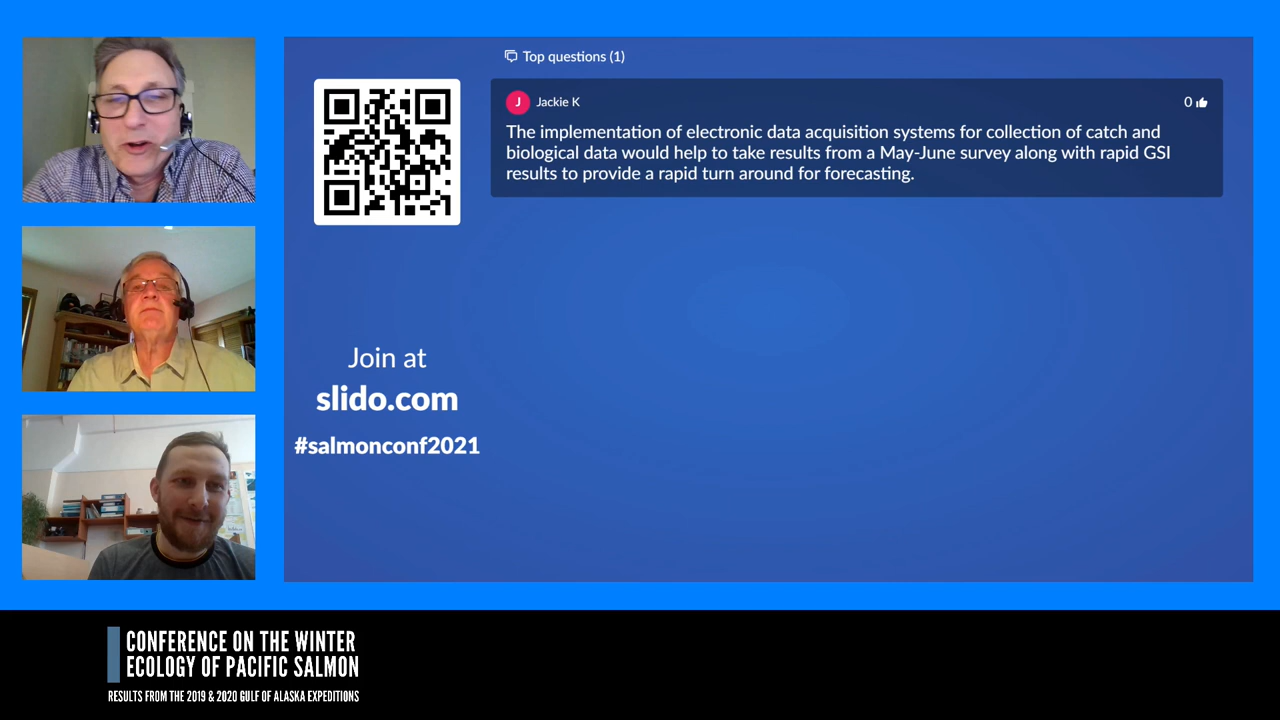 Top questions (1)
J
Jackie K
0
The implementation of electronic data acquisition systems for collection of catch and
biological data would help to take results from a May-June survey along with rapid GSI
results to provide a rapid turn around for forecasting.
Join at
slido.com
#salmonconf2021
CONFERENCE ON THE WINTER
ECOLOGY OF PACIFIC SALMON
RESULTS FROM THE 2019 & 2020 GULF OF ALASKA EXPEDITIONS